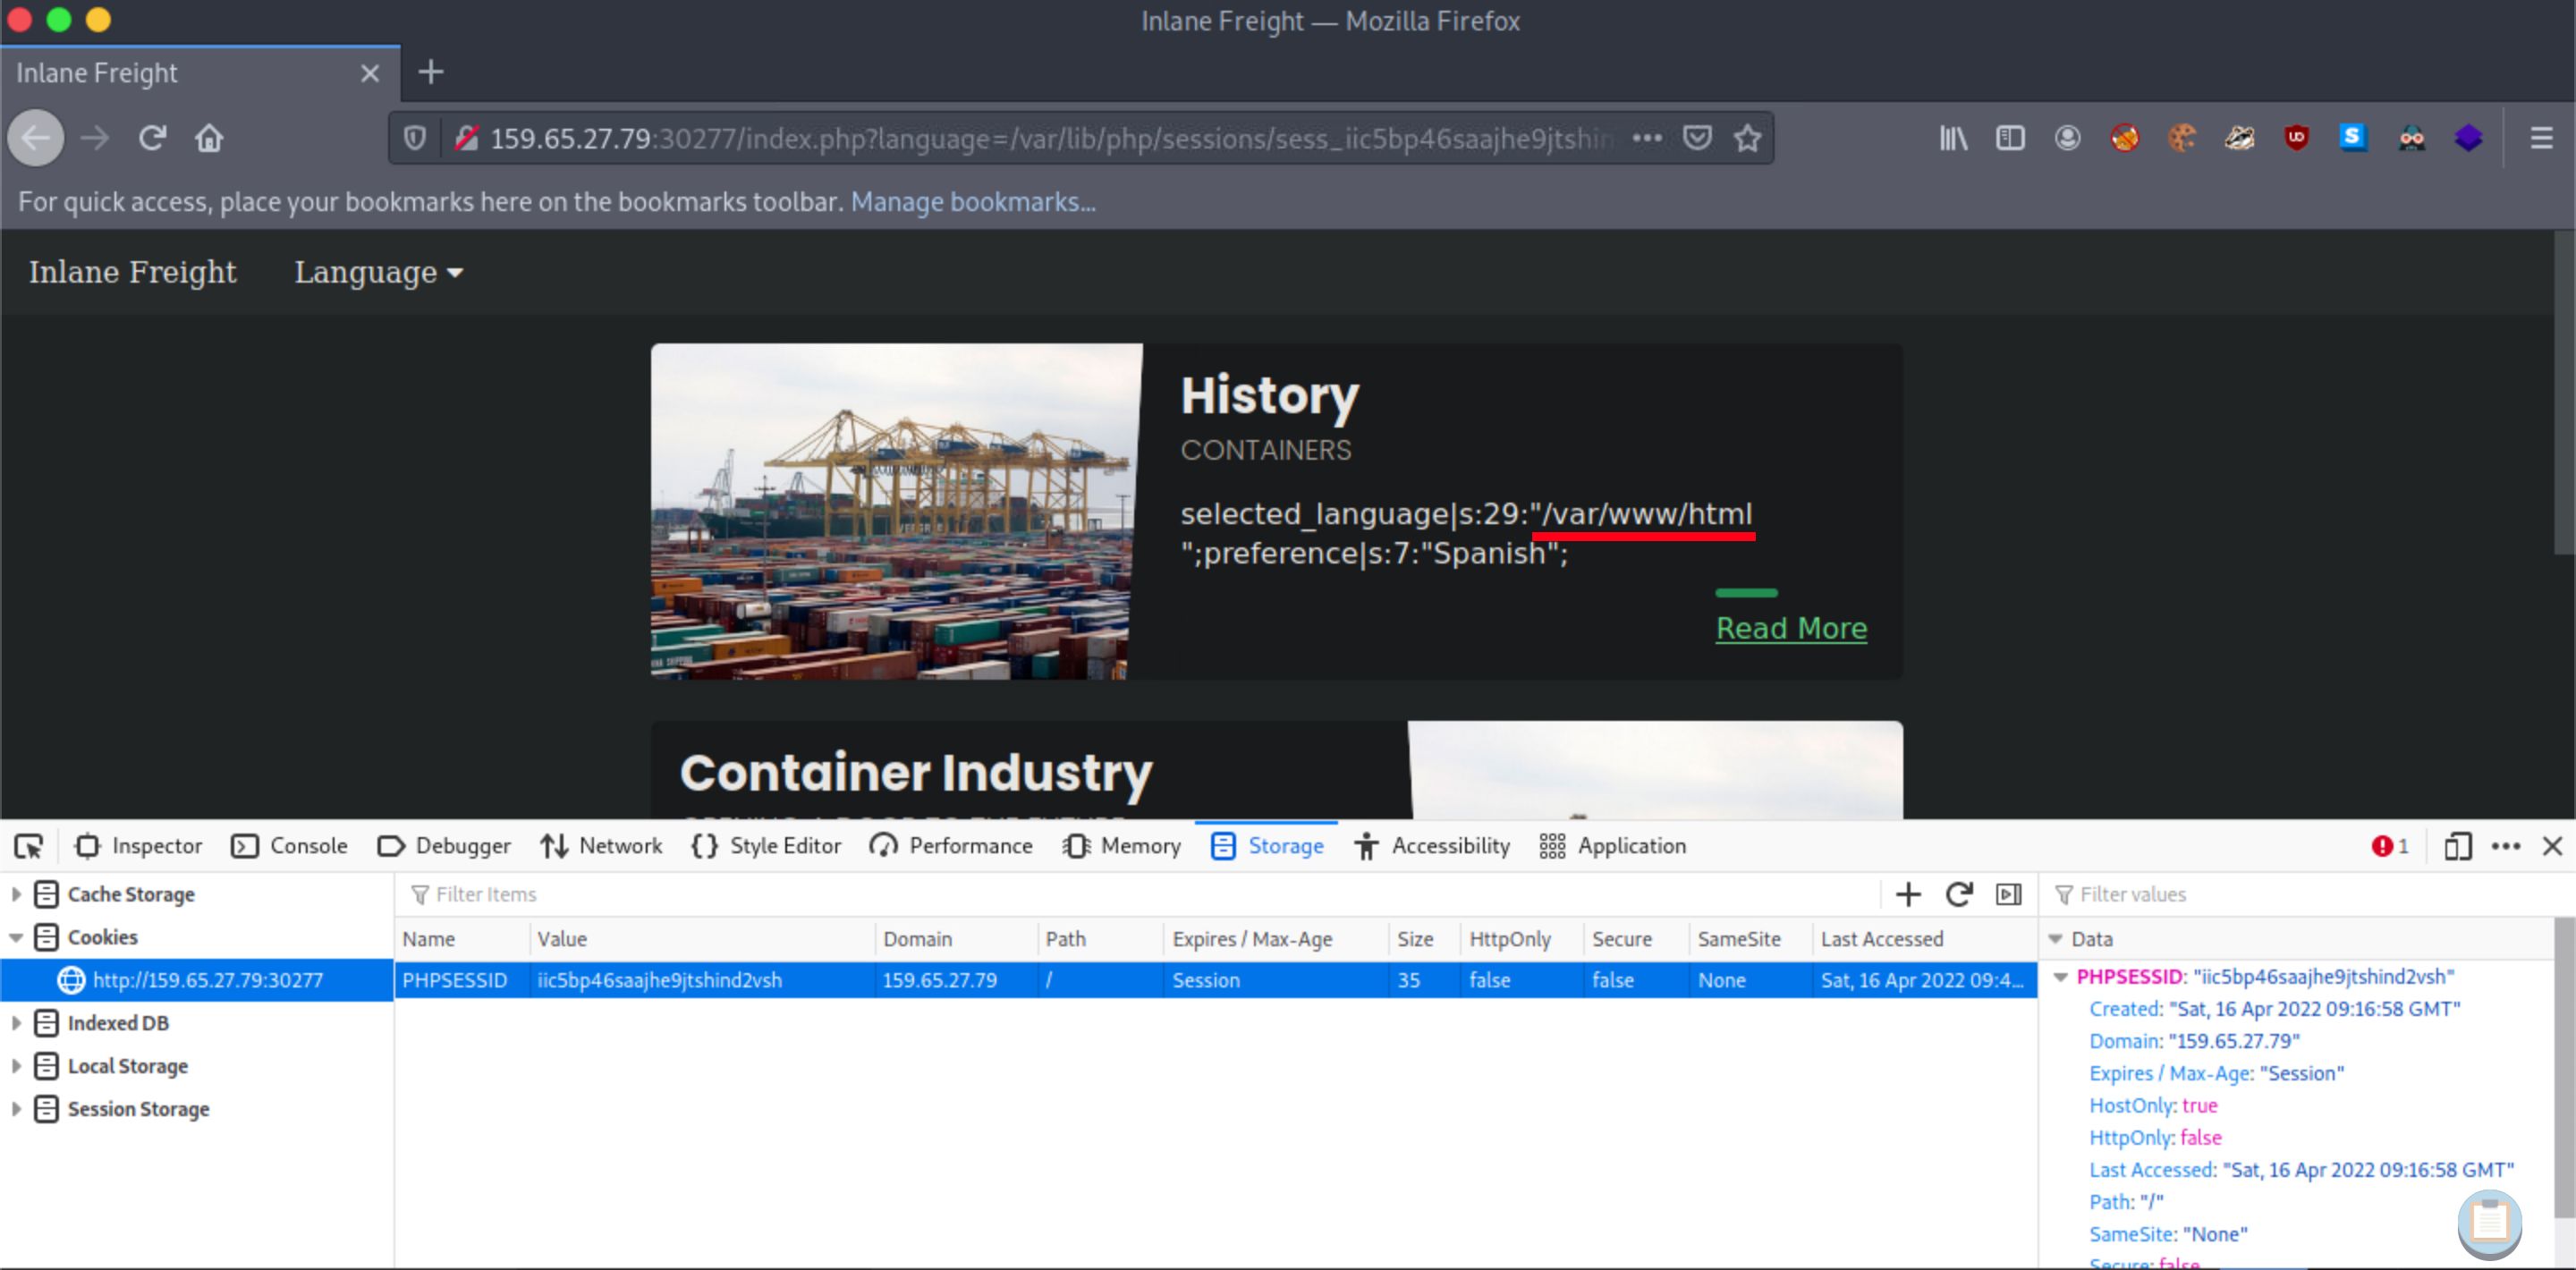 Inlane Freight — Mozilla Firefox
Inlane Freight
159.65.27.79:30277/index.php?language=/var/lib/php/sessions/sess_iic5bp46saajhe9jtshin
For quick access, place your bookmarks here on the bookmarks toolbar. Manage bookmarks...
Inlane Freight Language
History
CONTAINERS
selected_language|s:29:"/var/www/html
";preference|s:7:"Spanish";
Read More
Container Industry
Inspector Console Debugger Network Style Editor Performance Memory Storage Accessibility Application 1
Cache Storage
Cookies
http://159.65.27.79:30277
Indexed DB
Local Storage
Session Storage
Filter Items
Name Value Domain Path Expires / Max-Age Size HttpOnly Secure SameSite Last Accessed
PHPSESSID iic5bp46saajhe9jtshind2vsh 159.65.27.79 / Session 35 false false None Sat, 16 Apr 2022 09:4...
Filter values
Data
PHPSESSID: "iic5bp46saajhe9jtshind2vsh"
Created: "Sat, 16 Apr 2022 09:16:58 GMT"
Domain: "159.65.27.79"
Expires / Max-Age: "Session"
HostOnly: true
HttpOnly: false
Last Accessed: "Sat, 16 Apr 2022 09:16:58 GMT"
Path: "/"
SameSite: "None"
Secure: false